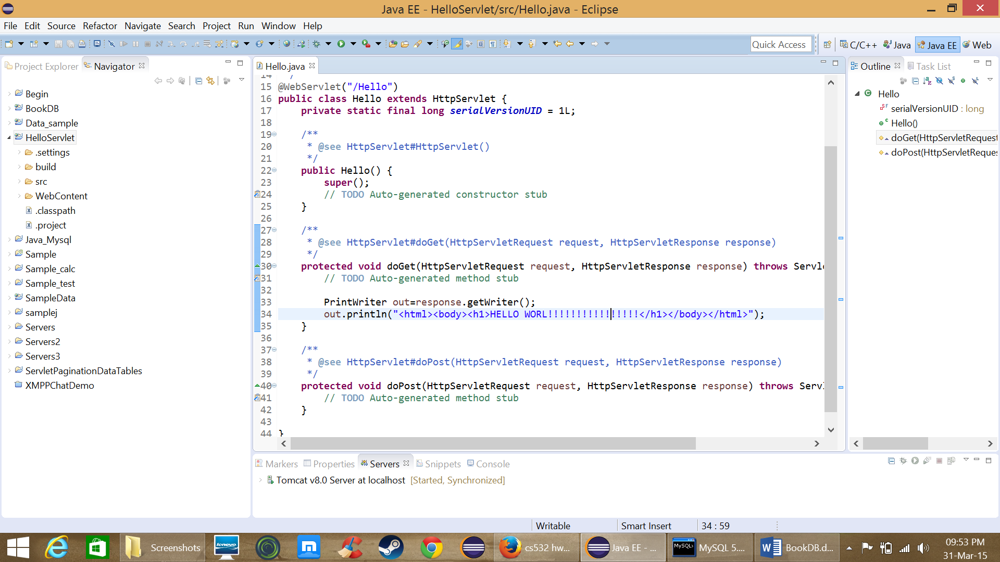 Java EE - HelloServlet/src/Hello.java - Eclipse
File Edit Source Refactor Navigate Search Project Run Window Help
Quick Access C/C++ Java Java EE Web
Project Explorer Navigator
Begin
BookDB
Data_sample
HelloServlet
.settings
build
src
WebContent
.classpath
.project
Java_Mysql
Sample
Sample_calc
Sample_test
SampleData
samplej
Servers
Servers2
Servers3
ServletPaginationDataTables
XMPPChatDemo
Hello.java
14 */
15 @WebServlet("/Hello")
16 public class Hello extends HttpServlet {
17 private static final long serialVersionUID = 1L;
18
19 /**
20 * @see HttpServlet#HttpServlet()
21 */
22 public Hello() {
23 super();
24 // TODO Auto-generated constructor stub
25 }
26
27 /**
28 * @see HttpServlet#doGet(HttpServletRequest request, HttpServletResponse response)
29 */
30 protected void doGet(HttpServletRequest request, HttpServletResponse response) throws Servl
31 // TODO Auto-generated method stub
32
33 PrintWriter out=response.getWriter();
34 out.println("<html><body><h1>HELLO WORL!!!!!!!!!!!!!!!!</h1></body></html>");
35 }
36
37 /**
38 * @see HttpServlet#doPost(HttpServletRequest request, HttpServletResponse response)
39 */
40 protected void doPost(HttpServletRequest request, HttpServletResponse response) throws Serv
41 // TODO Auto-generated method stub
42 }
43
44 }
Outline Task List
Hello
serialVersionUID : long
Hello()
doGet(HttpServletRequest
doPost(HttpServletReques
Markers Properties Servers Snippets Console
Tomcat v8.0 Server at localhost [Started, Synchronized]
Writable Smart Insert 34 : 59
Screenshots lenovo cs532 hw... Java EE - ... MySQL> MySQL 5.... BookDB.d...
09:53 PM
31-Mar-15